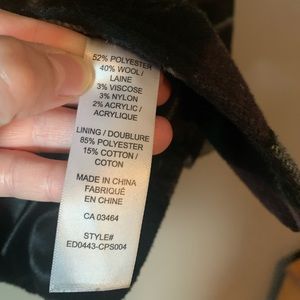 52% POLYESTER
40% WOOL /
LAINE
3% VISCOSE
3% NYLON
2% ACRYLIC /
ACRYLIQUE
LINING / DOUBLURE
85% POLYESTER
15% COTTON /
COTON
MADE IN CHINA
FABRIQUÉ
EN CHINE
CA 03464
STYLE#
ED0443-CPS004